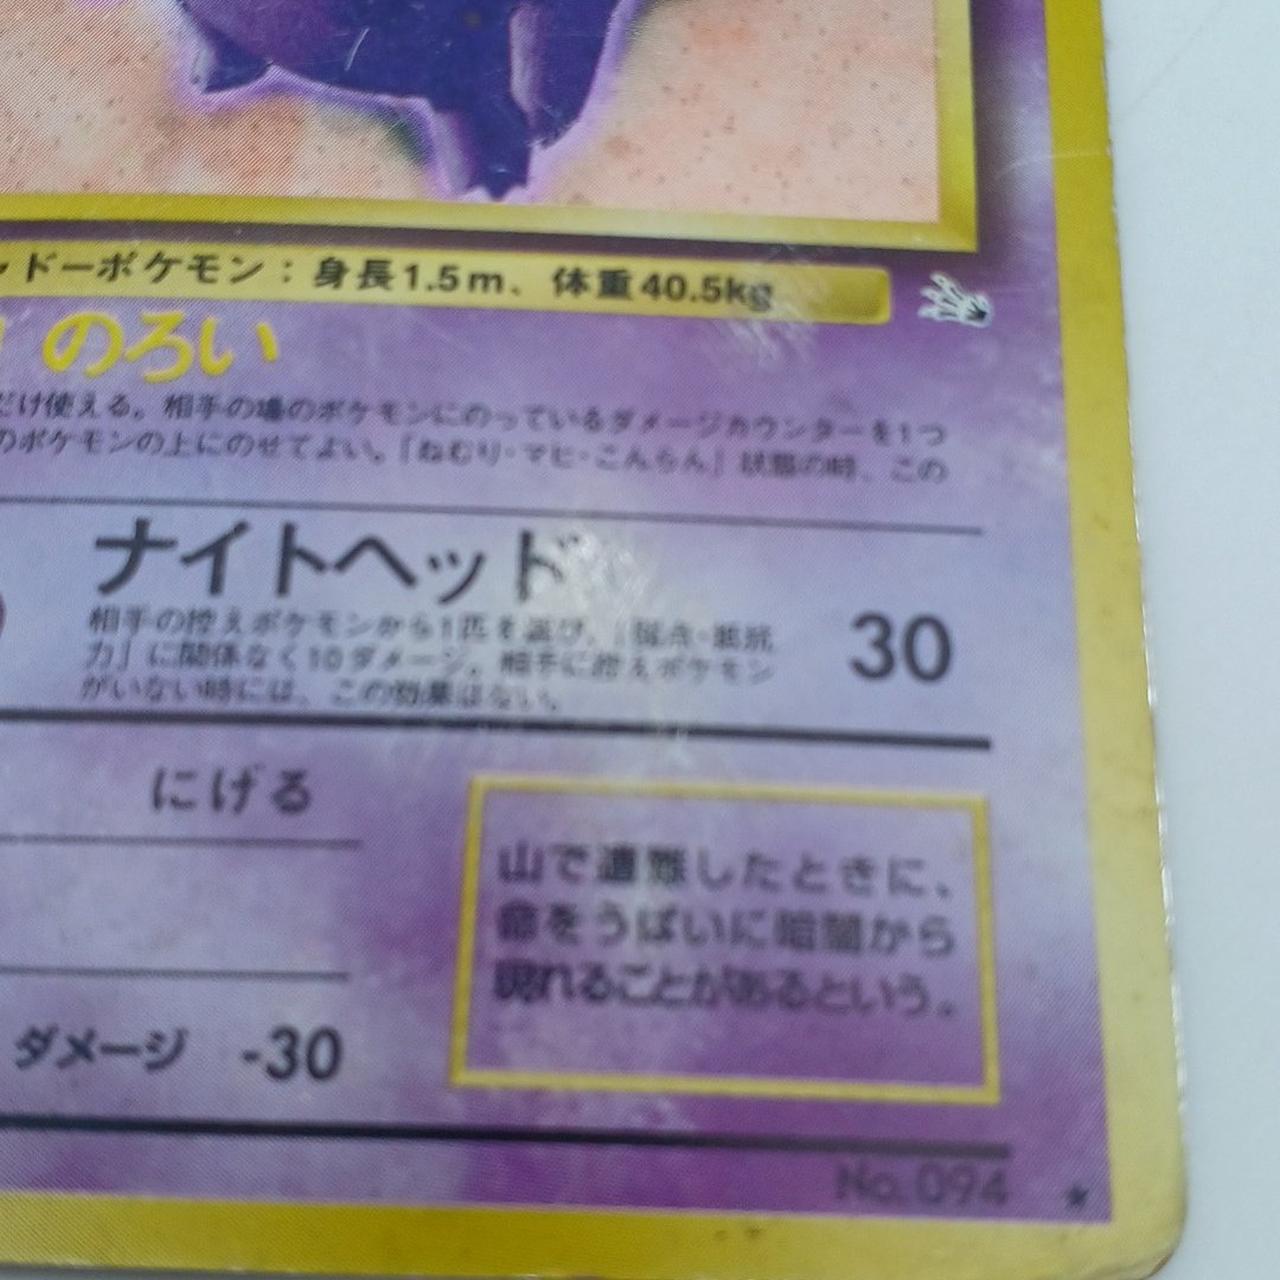 ドーポケモン：身長1.5m、体重40.5kg
のろい
だけ使える。相手の場のポケモンにのっているダメージカウンターを1つ
のポケモンの上にのせてよい。「ねむり・マヒ・こんらん」状態の時、この
ナイトヘッド
相手の控えポケモンから1匹を選び、「弱点・抵抗
力」に関係なく10ダメージ。相手に控えポケモン
がいない時には、この効果はない。
30
にげる
山で遭難したときに、
命をうばいに暗闇から
現れることがあるという。
ダメージ -30
No.094 ★